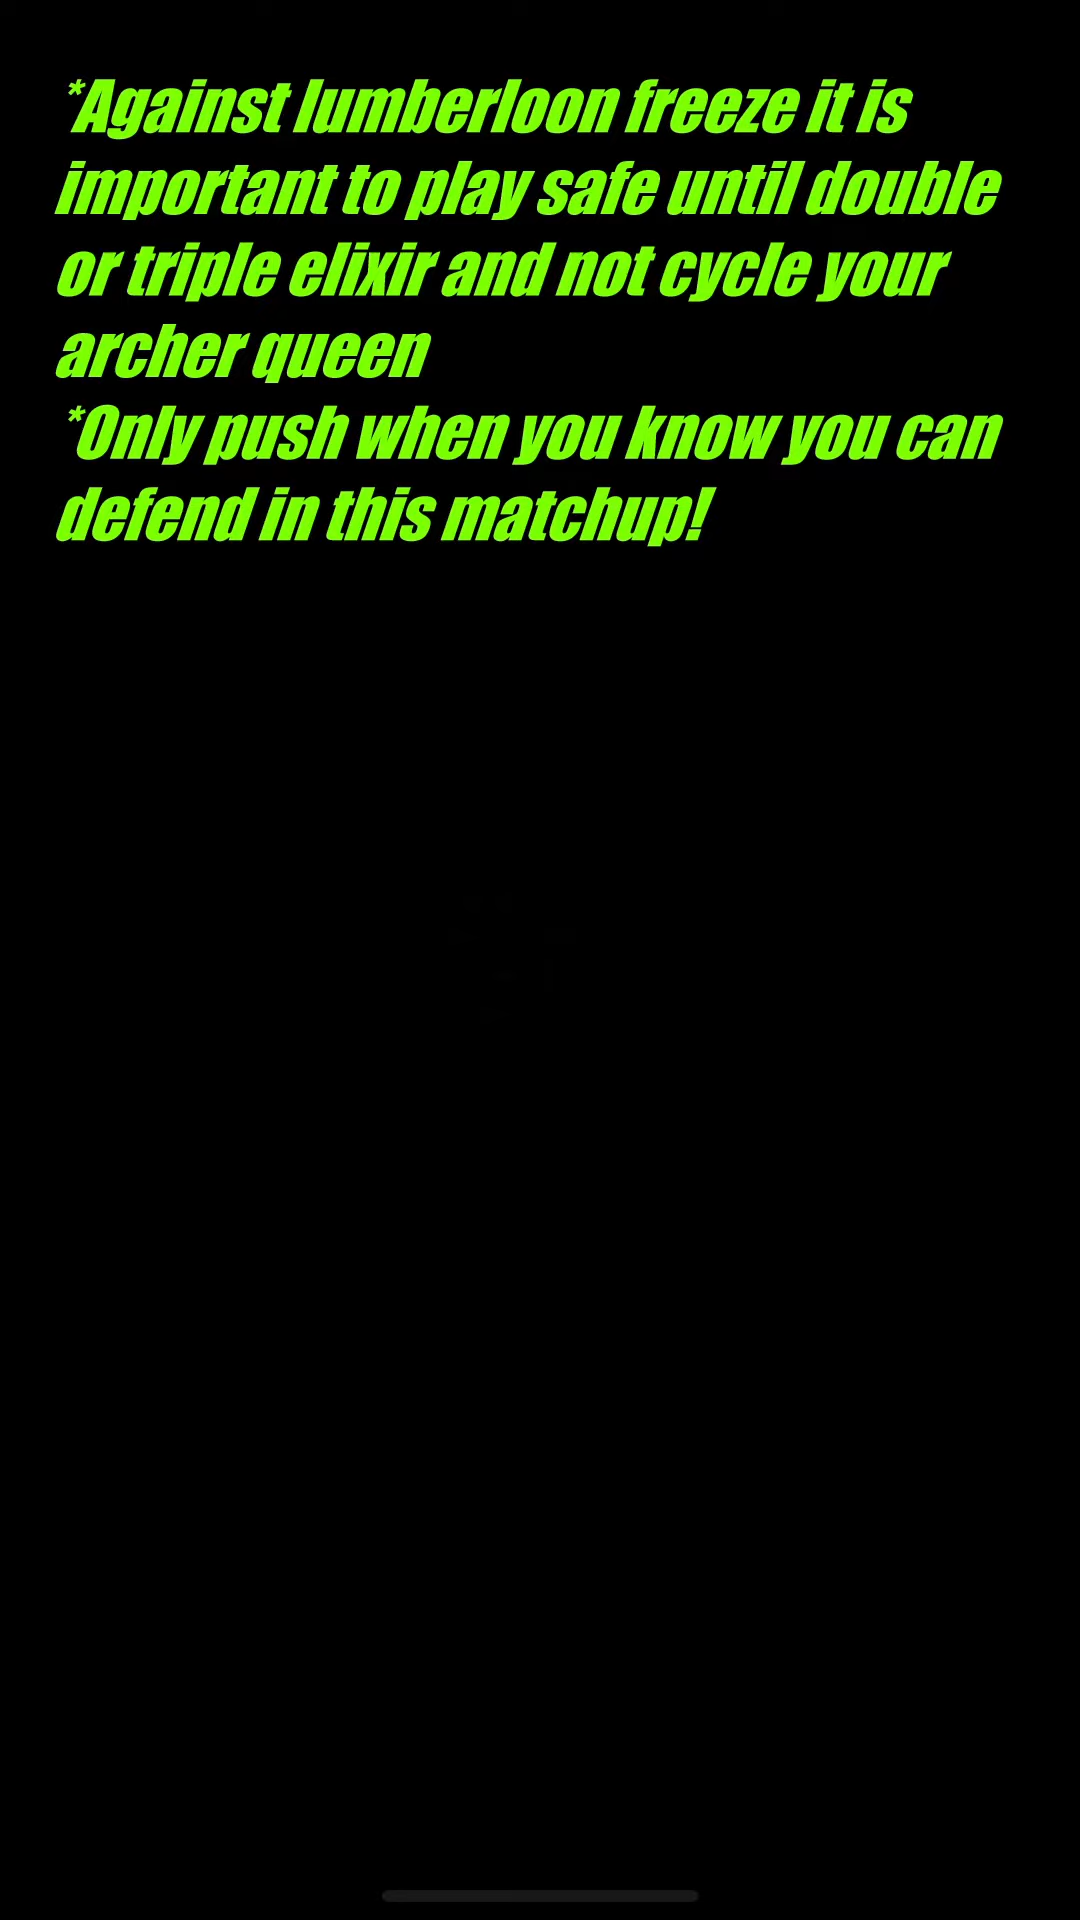 *Against lumberloon freeze it is
important to play safe until double
or triple elixir and not cycle your
archer queen
*Only push when you know you can
defend in this matchup!